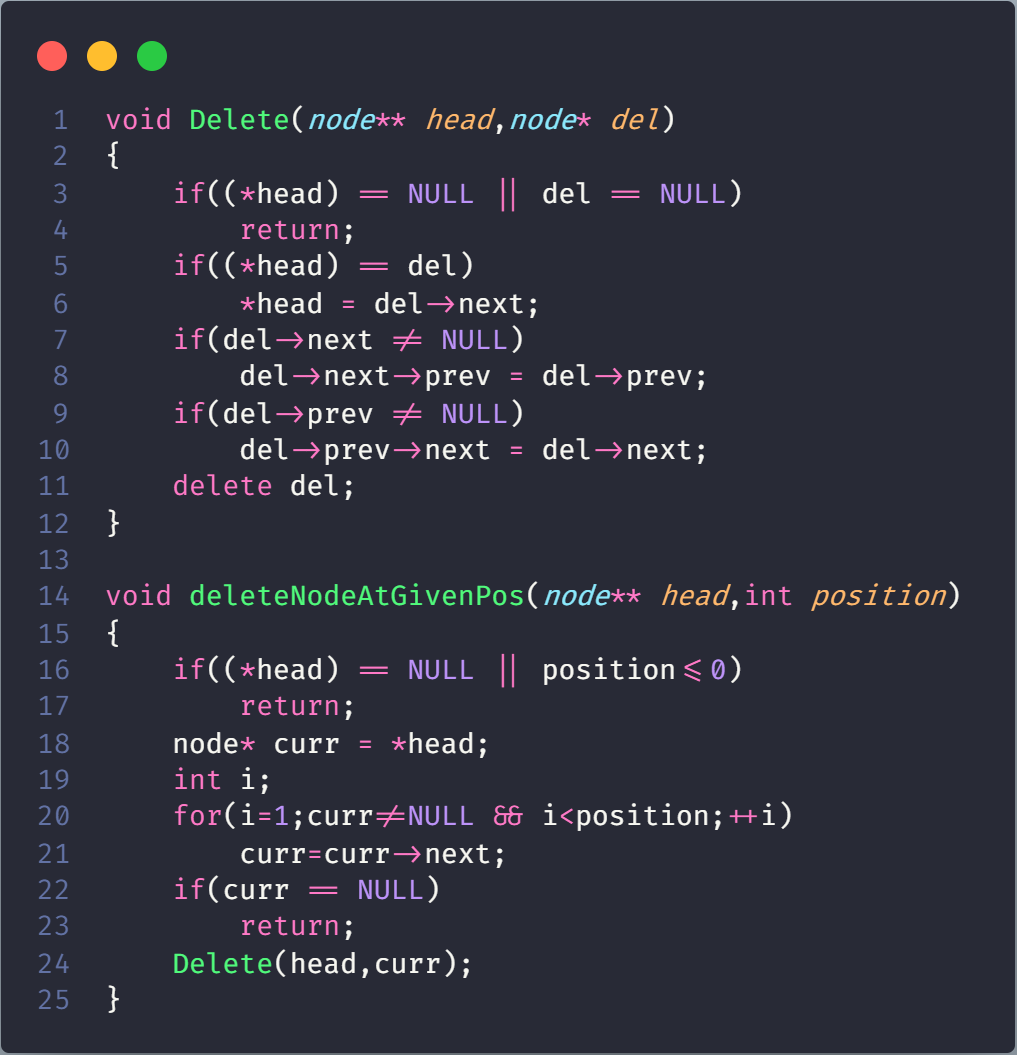 1 void Delete(node** head,node* del)
2 {
3     if((*head) == NULL || del == NULL)
4         return;
5     if((*head) == del)
6         *head = del->next;
7     if(del->next != NULL)
8         del->next->prev = del->prev;
9     if(del->prev != NULL)
10         del->prev->next = del->next;
11     delete del;
12 }
13
14 void deleteNodeAtGivenPos(node** head,int position)
15 {
16     if((*head) == NULL || position<=0)
17         return;
18     node* curr = *head;
19     int i;
20     for(i=1;curr!=NULL && i<position;++i)
21         curr=curr->next;
22     if(curr == NULL)
23         return;
24     Delete(head,curr);
25 }